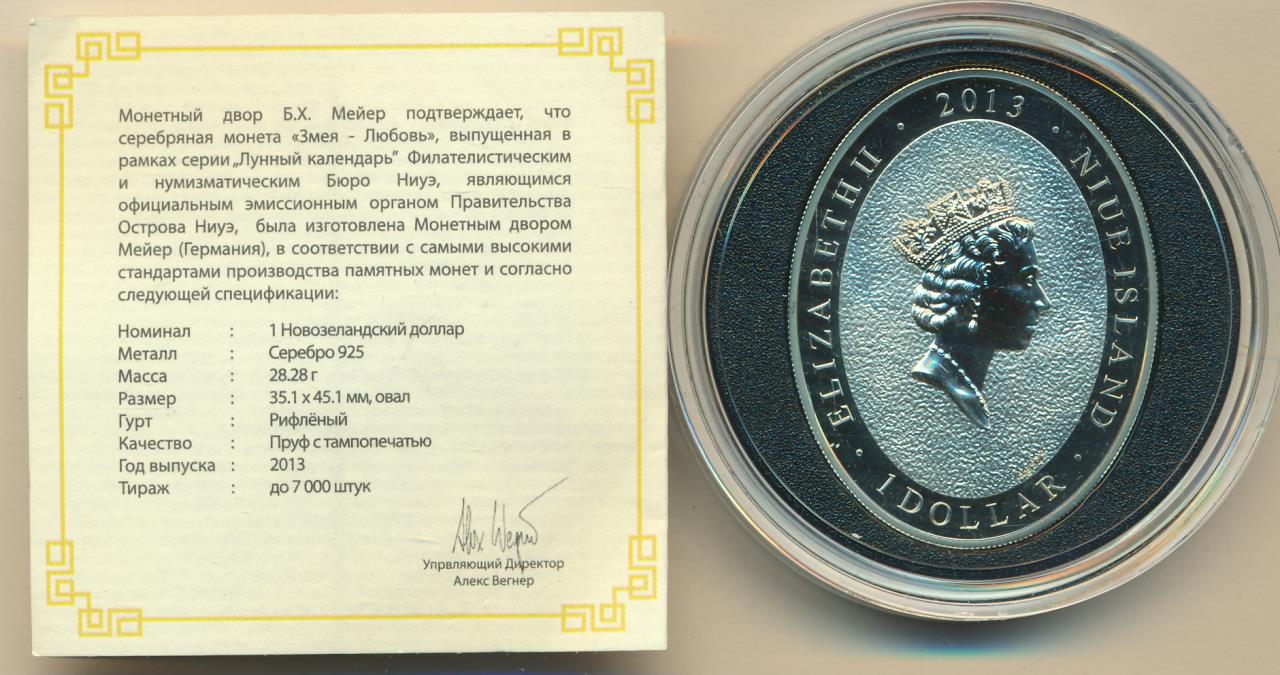 Монетный двор Б.Х. Мейер подтверждает, что
серебряная монета «Змея - Любовь», выпущенная в
рамках серии „Лунный календарь” Филателистическим
и нумизматическим Бюро Ниуэ, являющимся
официальным эмиссионным органом Правительства
Острова Ниуэ, была изготовлена Монетным двором
Мейер (Германия), в соответствии с самыми высокими
стандартами производства памятных монет и согласно
следующей спецификации:
Номинал : 1 Новозеландский доллар
Металл : Серебро 925
Масса : 28.28 г
Размер : 35.1 x 45.1 мм, овал
Гурт : Рифлёный
Качество : Пруф с тампопечатью
Год выпуска : 2013
Тираж : до 7 000 штук
Alex Wegner
Упрвляющий Директор
Алекс Вегнер
ELIZABETH II · 2013 · NIUE ISLAND
· 1 DOLLAR ·